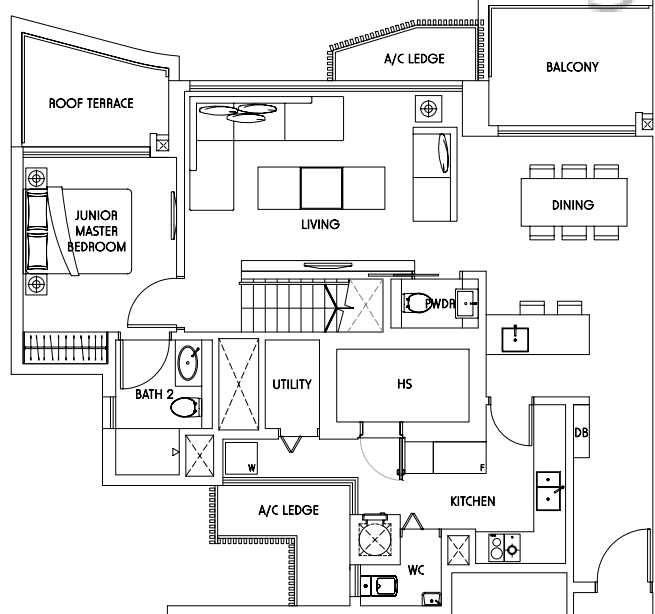 A/C LEDGE
BALCONY
ROOF TERRACE
DINING
JUNIOR
MASTER
BEDROOM
LIVING
PWDR
UTILITY
HS
BATH 2
DB
W
F
KITCHEN
A/C LEDGE
WC